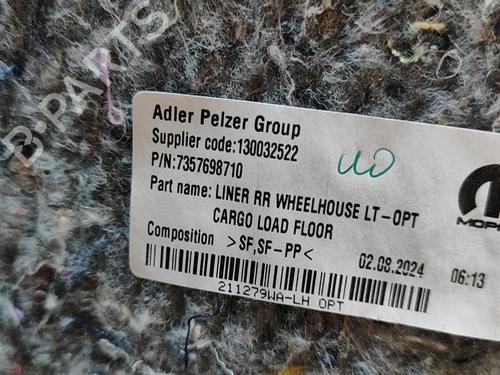 B-PARTS
Adler Pelzer Group
Supplier code:130032522
P/N:7357698710
Part name: LINER RR WHEELHOUSE LT-OPT
CARGO LOAD FLOOR
Composition >SF,SF-PP<
02.08.2024 06:13
211279WA-LH OPT